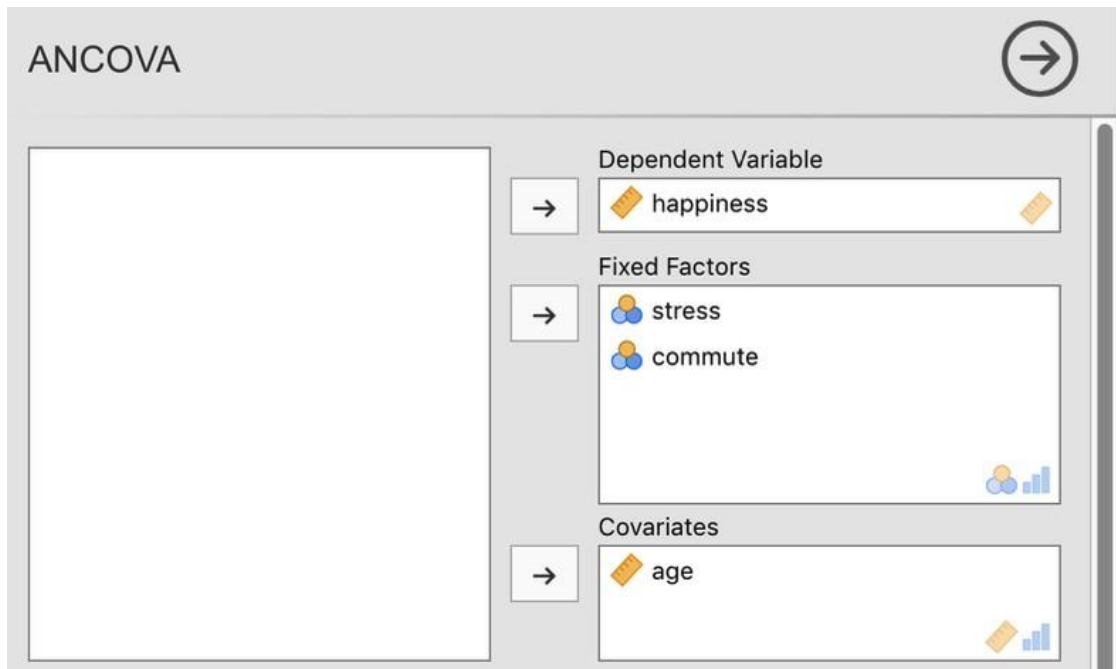 ANCOVA
Dependent Variable
happiness
Fixed Factors
stress
commute
Covariates
age